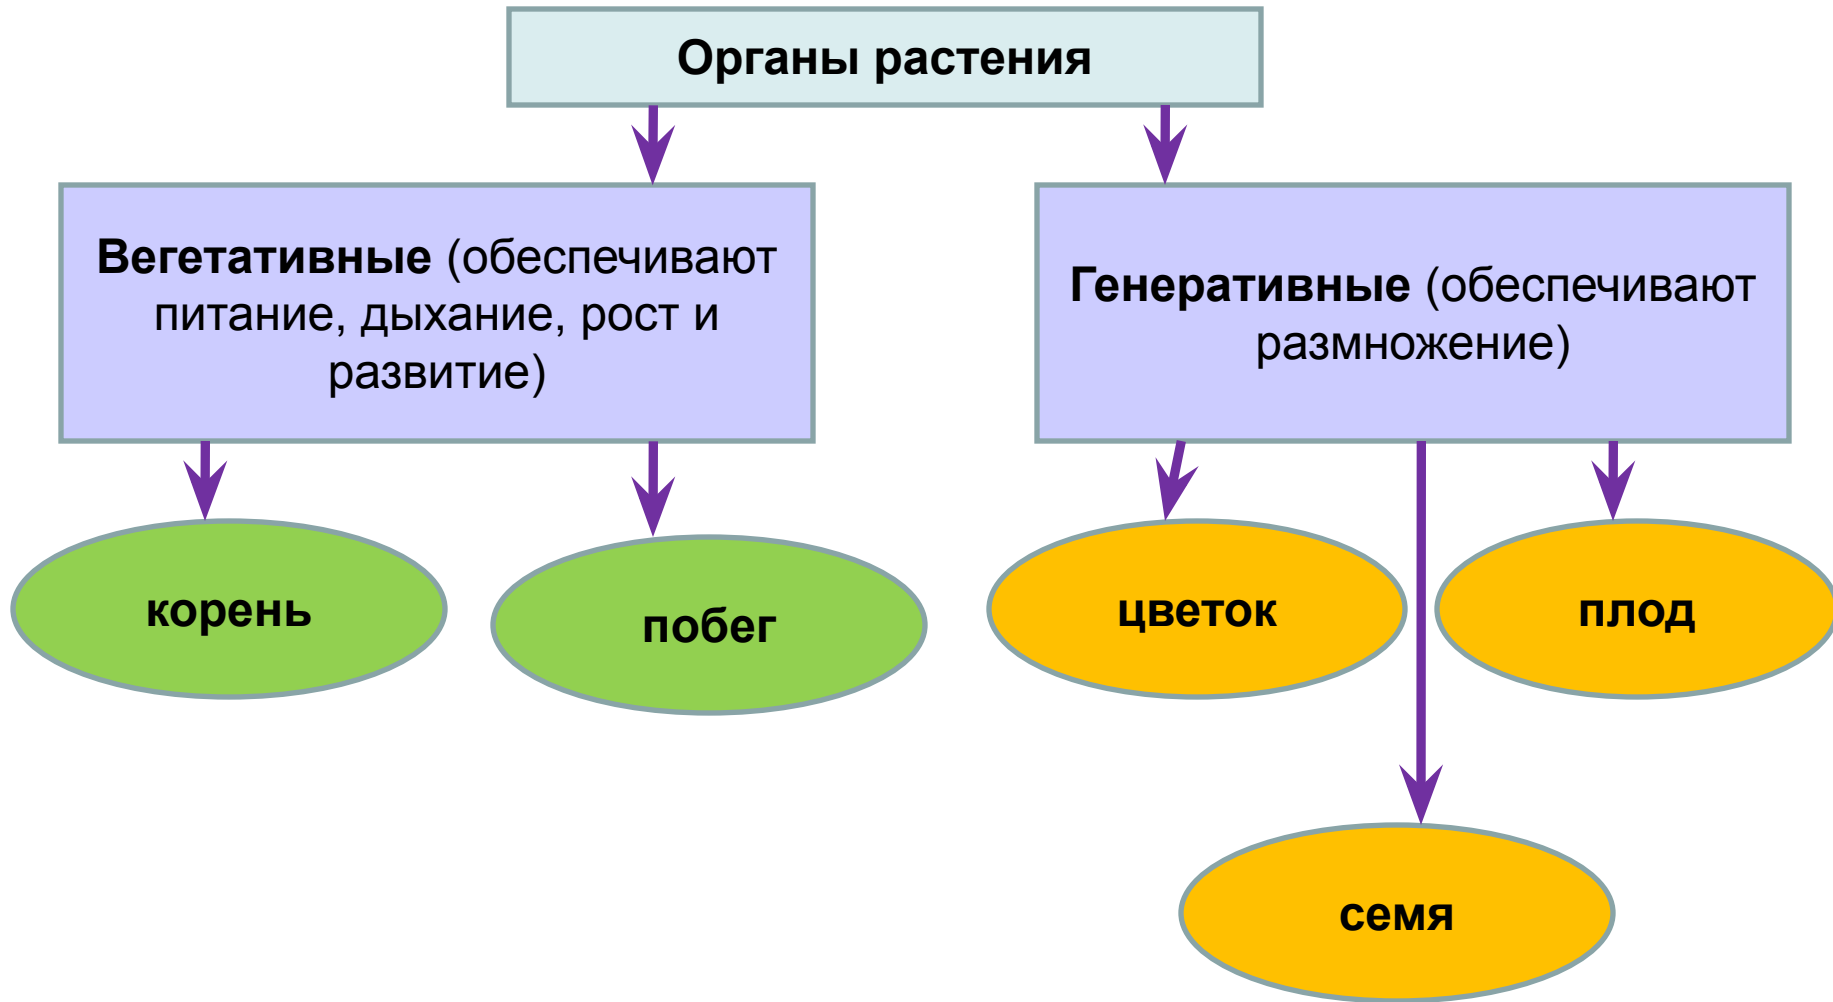 Органы растения
Вегетативные (обеспечивают
питание, дыхание, рост и
развитие)
Генеративные (обеспечивают
размножение)
корень
побег
цветок
плод
семя